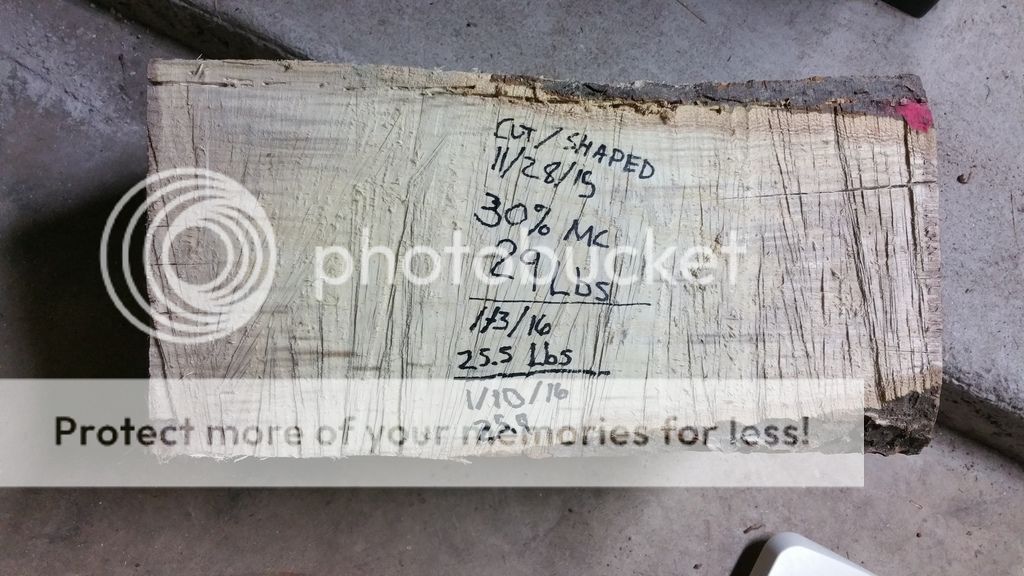 CUT/SHAPED
11/28/15
30% MC
29 Lbs
photobucket
1/3/16
25.5 Lbs
1/10/16
Protect more of your memories for less!